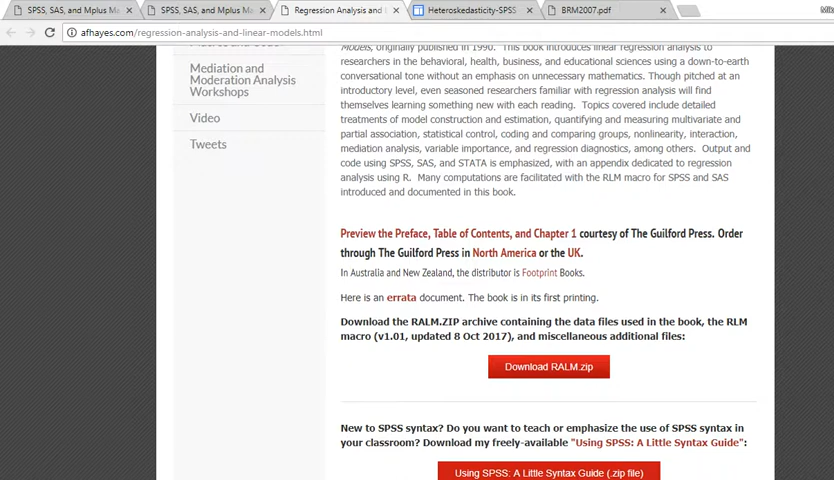 SPSS, SAS, and Mplus Ma
SPSS, SAS, and Mplus Ma
Regression Analysis and L
Heteroskedasticity-SPSS
BRM2007.pdf
afhayes.com/regression-analysis-and-linear-models.html
Mediation and
Moderation Analysis
Workshops
Video
Tweets
Models, originally published in 1990. This book introduces linear regression analysis to
researchers in the behavioral, health, business, and educational sciences using a down-to-earth
conversational tone without an emphasis on unnecessary mathematics. Though pitched at an
introductory level, even seasoned researchers familiar with regression analysis will find
themselves learning something new with each reading. Topics covered include detailed
treatments of model construction and estimation, quantifying and measuring multivariate and
partial association, statistical control, coding and comparing groups, nonlinearity, interaction,
mediation analysis, variable importance, and regression diagnostics, among others. Output and
code using SPSS, SAS, and STATA is emphasized, with an appendix dedicated to regression
analysis using R. Many computations are facilitated with the RLM macro for SPSS and SAS
introduced and documented in this book.
Preview the Preface, Table of Contents, and Chapter 1 courtesy of The Guilford Press. Order
through The Guilford Press in North America or the UK.
In Australia and New Zealand, the distributor is Footprint Books.
Here is an errata document. The book is in its first printing.
Download the RALM.ZIP archive containing the data files used in the book, the RLM
macro (v1.01, updated 8 Oct 2017), and miscellaneous additional files:
Download RALM.zip
New to SPSS syntax? Do you want to teach or emphasize the use of SPSS syntax in
your classroom? Download my freely-available "Using SPSS: A Little Syntax Guide":
Using SPSS: A Little Syntax Guide (.zip file)